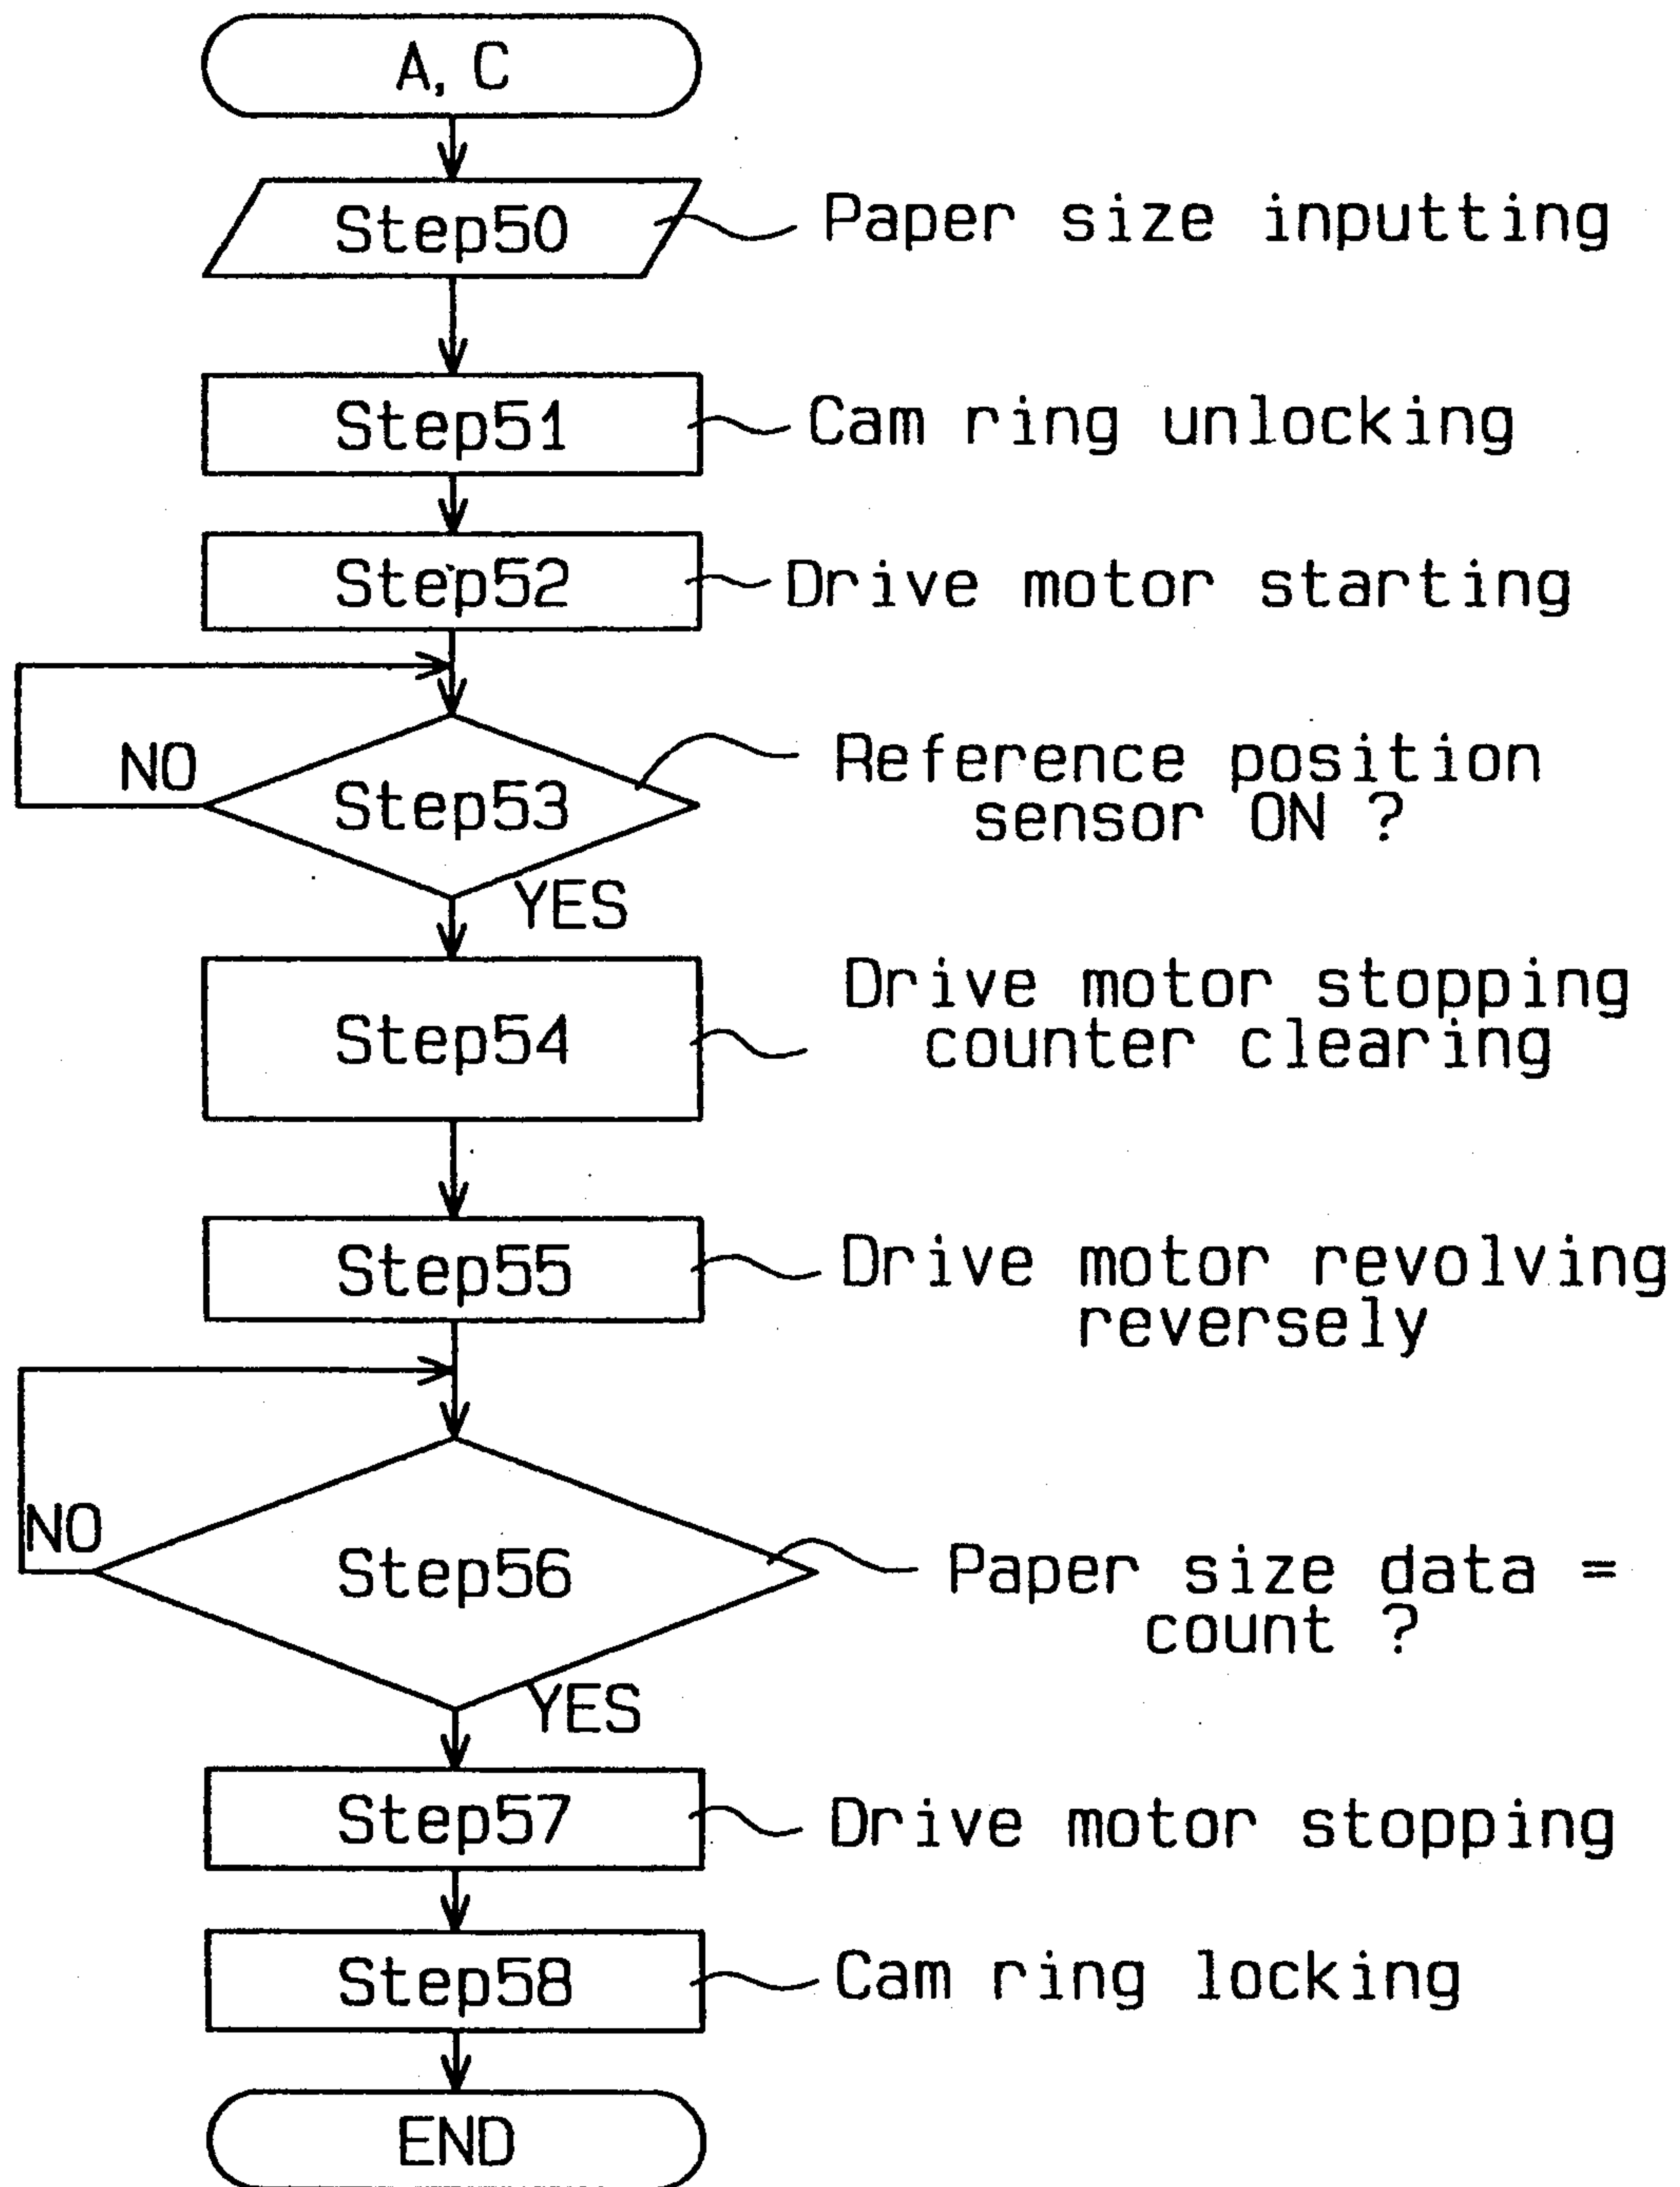 A, C
Step50
Paper size inputting
Step51
Cam ring unlocking
Step52
Drive motor starting
NO
Step53
Reference position
sensor ON ?
YES
Step54
Drive motor stopping
counter clearing
Step55
Drive motor revolving
reversely
NO
Step56
Paper size data =
count ?
YES
Step57
Drive motor stopping
Step58
Cam ring locking
END